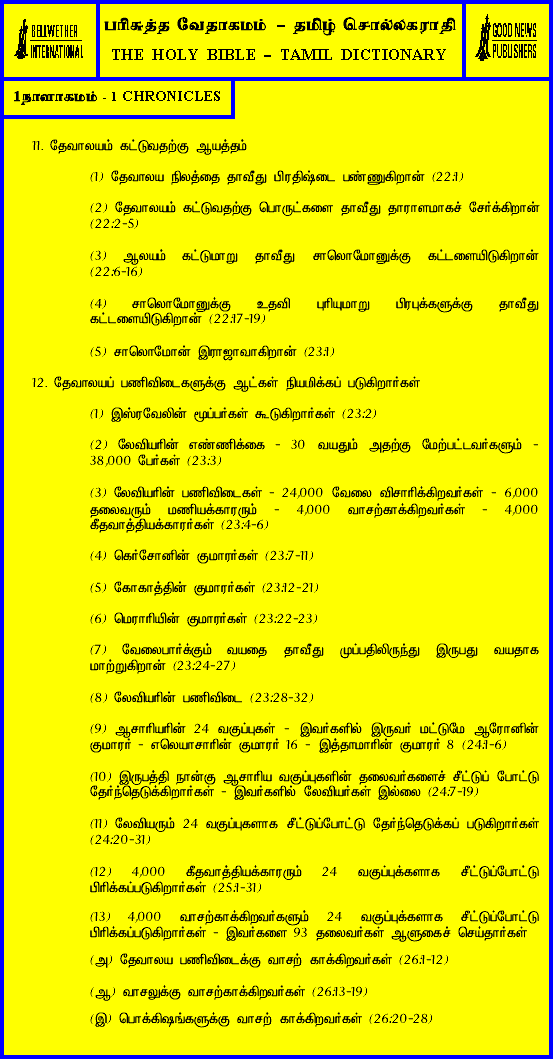 BELLWETHER
INTERNATIONAL
பரிசுத்த வேதாகமம் – தமிழ் சொல்லகராதி
THE HOLY BIBLE – TAMIL DICTIONARY
GOOD NEWS
PUBLISHERS
1நாளாகமம் - 1 CHRONICLES
11. தேவாலயம் கட்டுவதற்கு ஆயத்தம்
(1) தேவாலய நிலத்தை தாவீது பிரதிஷ்டை பண்ணுகிறான் (22:1)
(2) தேவாலயம் கட்டுவதற்கு பொருட்களை தாவீது தாராளமாகச் சேர்க்கிறான்
(22:2-5)
(3) ஆலயம் கட்டுமாறு தாவீது சாலொமோனுக்கு கட்டளையிடுகிறான்
(22:6-16)
(4) சாலொமோனுக்கு உதவி புரியுமாறு பிரபுக்களுக்கு தாவீது
கட்டளையிடுகிறான் (22:17-19)
(5) சாலொமோன் இராஜாவாகிறான் (23:1)
12. தேவாலயப் பணிவிடைகளுக்கு ஆட்கள் நியமிக்கப் படுகிறார்கள்
(1) இஸ்ரவேலின் மூப்பர்கள் கூடுகிறார்கள் (23:2)
(2) லேவியரின் எண்ணிக்கை - 30 வயதும் அதற்கு மேற்பட்டவர்களும் -
38,000 பேர்கள் (23:3)
(3) லேவியரின் பணிவிடைகள் - 24,000 வேலை விசாரிக்கிறவர்கள் - 6,000
தலைவரும் மணியக்காரரும் - 4,000 வாசற்காக்கிறவர்கள் - 4,000
கீதவாத்தியக்காரர்கள் (23:4-6)
(4) கெர்சோனின் குமாரர்கள் (23:7-11)
(5) கோகாத்தின் குமாரர்கள் (23:12-21)
(6) மெராரியின் குமாரர்கள் (23:22-23)
(7) வேலைபார்க்கும் வயதை தாவீது முப்பதிலிருந்து இருபது வயதாக
மாற்றுகிறான் (23:24-27)
(8) லேவியரின் பணிவிடை (23:28-32)
(9) ஆசாரியரின் 24 வகுப்புகள் - இவர்களில் இருவர் மட்டுமே ஆரோனின்
குமாரர் - எலெயாசாரின் குமாரர் 16 - இத்தாமாரின் குமாரர் 8 (24:1-6)
(10) இருபத்தி நான்கு ஆசாரிய வகுப்புகளின் தலைவர்களைச் சீட்டுப் போட்டு
தேர்ந்தெடுக்கிறார்கள் - இவர்களில் லேவியர்கள் இல்லை (24:7-19)
(11) லேவியரும் 24 வகுப்புகளாக சீட்டுப்போட்டு தேர்ந்தெடுக்கப் படுகிறார்கள்
(24:20-31)
(12) 4,000 கீதவாத்தியக்காரரும் 24 வகுப்புக்களாக சீட்டுப்போட்டு
பிரிக்கப்படுகிறார்கள் (25:1-31)
(13) 4,000 வாசற்காக்கிறவர்களும் 24 வகுப்புக்களாக சீட்டுப்போட்டு
பிரிக்கப்படுகிறார்கள் - இவர்களை 93 தலைவர்கள் ஆளுகைச் செய்தார்கள்
(அ) தேவாலய பணிவிடைக்கு வாசற் காக்கிறவர்கள் (26:1-12)
(ஆ) வாசலுக்கு வாசற்காக்கிறவர்கள் (26:13-19)
(இ) பொக்கிஷங்களுக்கு வாசற் காக்கிறவர்கள் (26:20-28)